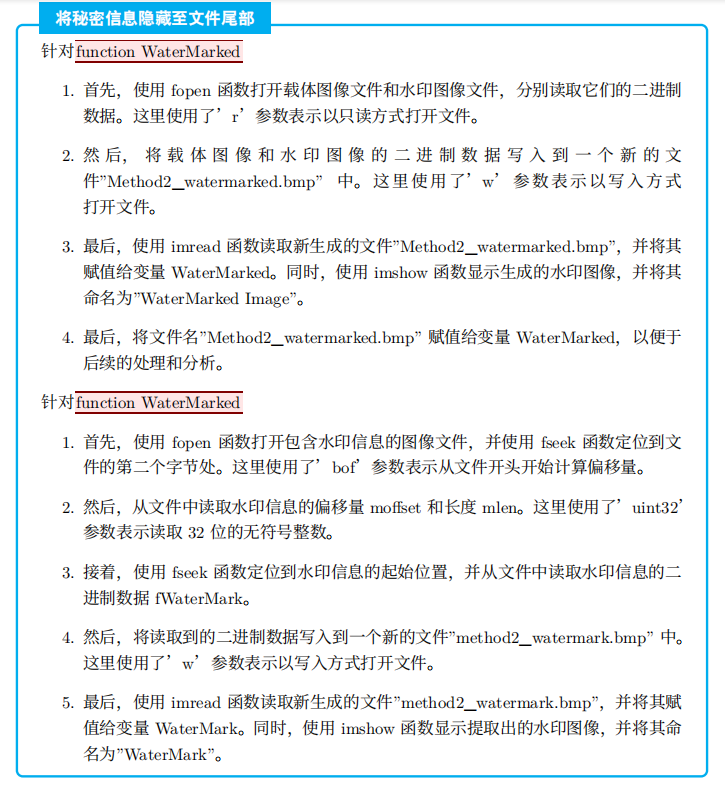 将秘密信息隐藏至文件尾部
针对function WaterMarked
1. 首先，使用 fopen 函数打开载体图像文件和水印图像文件，分别读取它们的二进制
数据。这里使用了’r’参数表示以只读方式打开文件。
2. 然后，将载体图像和水印图像的二进制数据写入到一个新的文
件”Method2_watermarked.bmp” 中。这里使用了’w’参数表示以写入方式
打开文件。
3. 最后，使用 imread 函数读取新生成的文件”Method2_watermarked.bmp”，并将其
赋值给变量 WaterMarked。同时，使用 imshow 函数显示生成的水印图像，并将其
命名为”WaterMarked Image”。
4. 最后，将文件名”Method2_watermarked.bmp” 赋值给变量 WaterMarked，以便于
后续的处理和分析。
针对function WaterMarked
1. 首先，使用 fopen 函数打开包含水印信息的图像文件，并使用 fseek 函数定位到文
件的第二个字节处。这里使用了’bof’参数表示从文件开头开始计算偏移量。
2. 然后，从文件中读取水印信息的偏移量 moffset 和长度 mlen。这里使用了’uint32’
参数表示读取 32 位的无符号整数。
3. 接着，使用 fseek 函数定位到水印信息的起始位置，并从文件中读取水印信息的二
进制数据 fWaterMark。
4. 然后，将读取到的二进制数据写入到一个新的文件”method2_watermark.bmp” 中。
这里使用了’w’参数表示以写入方式打开文件。
5. 最后，使用 imread 函数读取新生成的文件”method2_watermark.bmp”，并将其赋
值给变量 WaterMark。同时，使用 imshow 函数显示提取出的水印图像，并将其命
名为”WaterMark”。